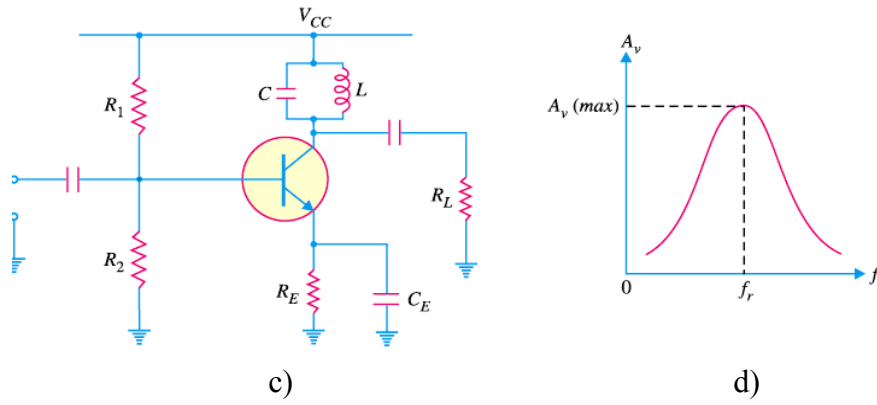 V_CC
C
L
R_1
R_2
R_L
R_E
C_E
c)
A_v
A_v (max)
0
f_r
f
d)